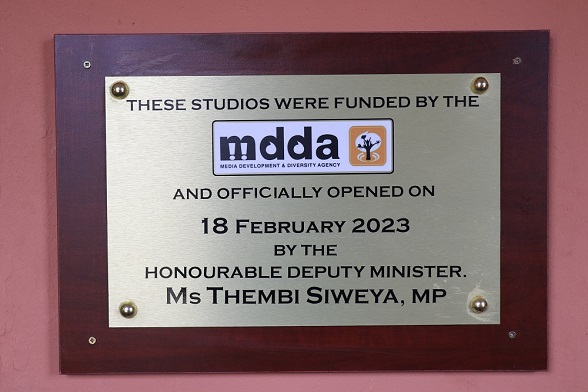 THESE STUDIOS WERE FUNDED BY THE
mdda
MEDIA DEVELOPMENT & DIVERSITY AGENCY
AND OFFICIALLY OPENED ON
18 FEBRUARY 2023
BY THE
HONOURABLE DEPUTY MINISTER.
MS THEMBI SIWEYA, MP